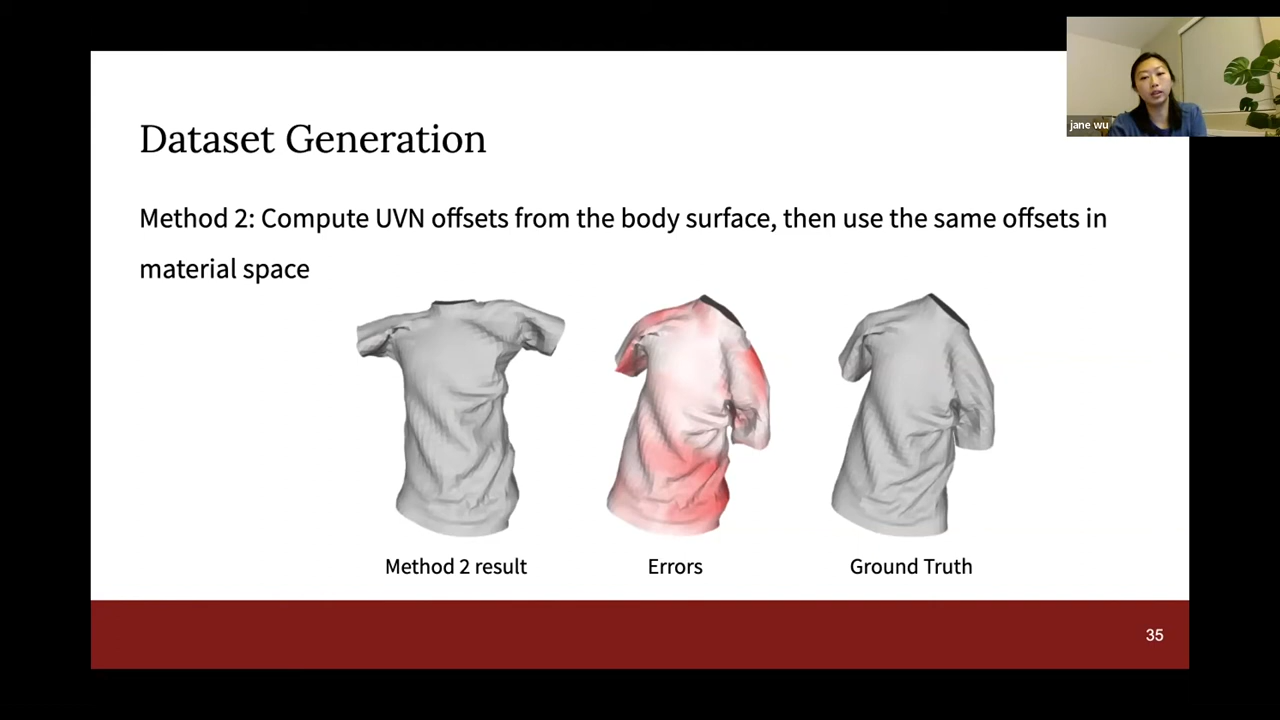 jane wu
Dataset Generation
Method 2: Compute UVN offsets from the body surface, then use the same offsets in
material space
Method 2 result
Errors
Ground Truth
35